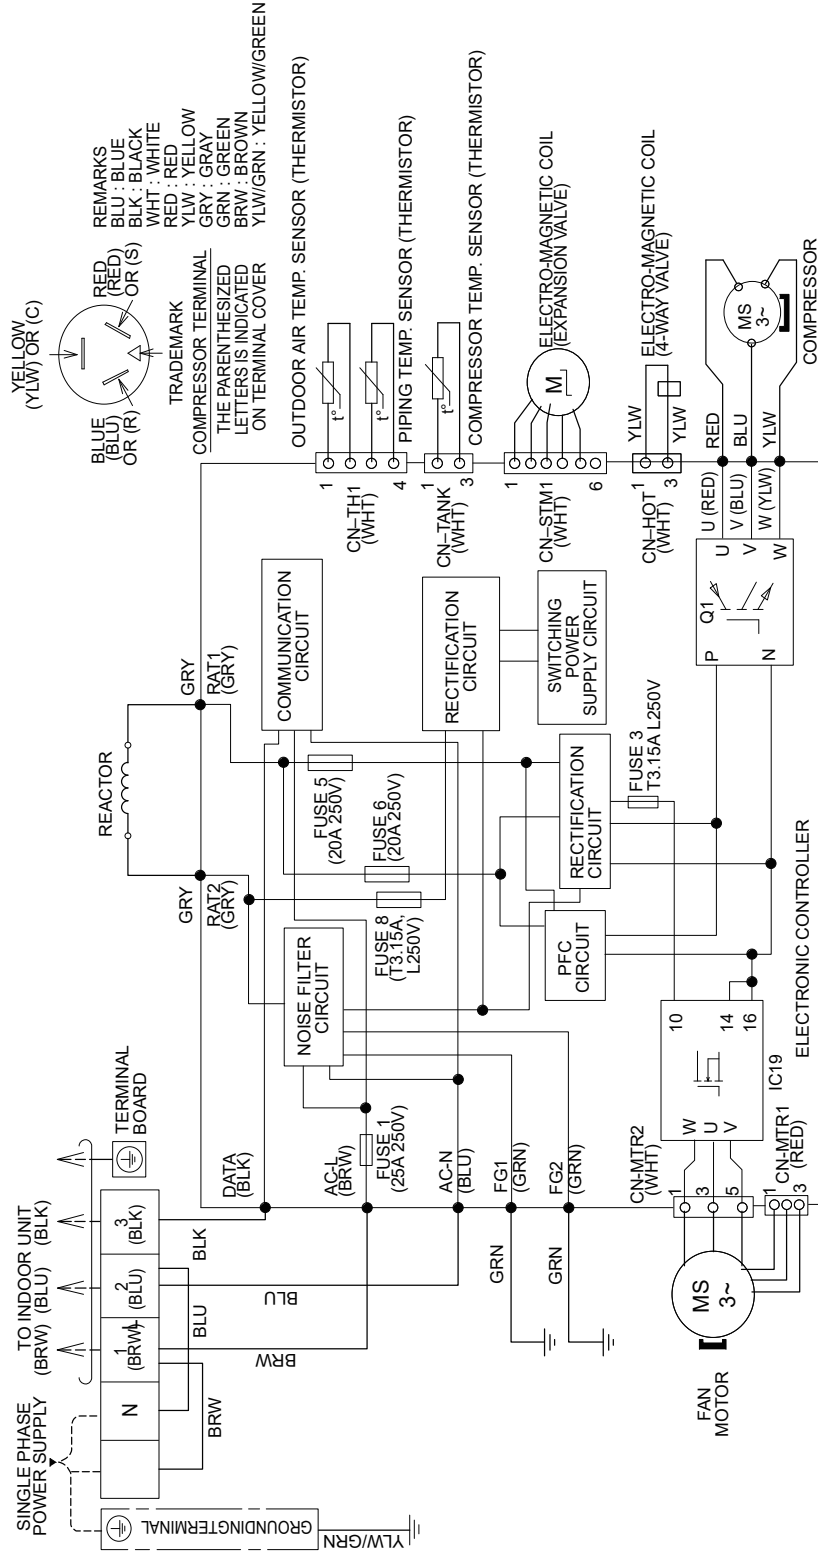 SINGLE PHASE
POWER SUPPLY
TO INDOOR UNIT
(BRW) (BLU) (BLK)
TERMINAL
BOARD
N
1
(BRW)
L
2
(BLU)
3
(BLK)
GROUNDINGTERMINAL
YLW/GRN
BRW
BLU
BLK
BRW
BLU
DATA
(BLK)
AC-L
(BRW)
FUSE 1
(25A 250V)
AC-N
(BLU)
FG1
(GRN)
FG2
(GRN)
GRN
GRN
REACTOR
GRY
RAT2
(GRY)
GRY
RAT1
(GRY)
NOISE FILTER
CIRCUIT
FUSE 8
(T3.15A,
L250V)
FUSE 5
(20A 250V)
FUSE 6
(20A 250V)
COMMUNICATION
CIRCUIT
RECTIFICATION
CIRCUIT
SWITCHING
POWER
SUPPLY CIRCUIT
PFC
CIRCUIT
RECTIFICATION
CIRCUIT
FUSE 3
T3.15A L250V
FAN
MOTOR
MS
3~
CN-MTR2
(WHT)
1
3
5
CN-MTR1
(RED)
1
3
W
U
V
IC19
10
14
16
ELECTRONIC CONTROLLER
P
N
Q1
U
V
W
U (RED)
V (BLU)
W (YLW)
RED
BLU
YLW
MS
3~
COMPRESSOR
YELLOW
(YLW) OR (C)
BLUE
(BLU)
OR (R)
RED
(RED)
OR (S)
TRADEMARK
COMPRESSOR TERMINAL
THE PARENTHESIZED
LETTERS IS INDICATED
ON TERMINAL COVER
REMARKS
BLU : BLUE
BLK : BLACK
WHT : WHITE
RED : RED
YLW : YELLOW
GRY : GRAY
GRN : GREEN
BRW : BROWN
YLW/GRN : YELLOW/GREEN
OUTDOOR AIR TEMP. SENSOR (THERMISTOR)
t°
t°
1
CN–TH1
(WHT)
4
PIPING TEMP. SENSOR (THERMISTOR)
t°
1
CN–TANK
(WHT)
3
COMPRESSOR TEMP. SENSOR (THERMISTOR)
1
CN–STM1
(WHT)
6
M
ELECTRO-MAGNETIC COIL
(EXPANSION VALVE)
1
CN–HOT
(WHT)
3
YLW
YLW
ELECTRO-MAGNETIC COIL
(4-WAY VALVE)